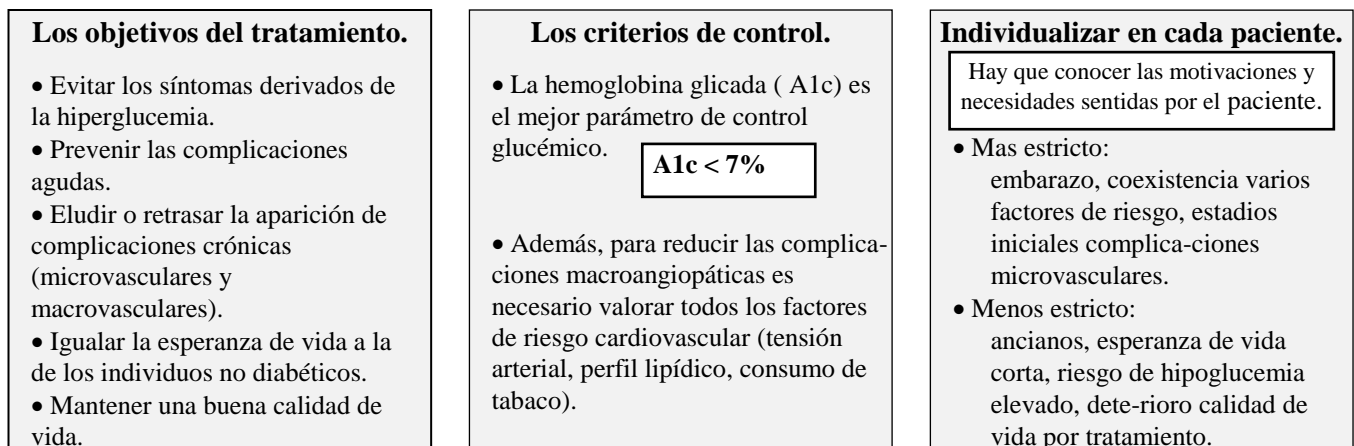 Los objetivos del tratamiento.
• Evitar los síntomas derivados de
la hiperglucemia.
• Prevenir las complicaciones
agudas.
• Eludir o retrasar la aparición de
complicaciones crónicas
(microvasculares y
macrovasculares).
• Igualar la esperanza de vida a la
de los individuos no diabéticos.
• Mantener una buena calidad de
vida.
Los criterios de control.
• La hemoglobina glicada ( A1c) es
el mejor parámetro de control
glucémico.
A1c < 7%
• Además, para reducir las complica-
ciones macroangiopáticas es
necesario valorar todos los factores
de riesgo cardiovascular (tensión
arterial, perfil lipídico, consumo de
tabaco).
Individualizar en cada paciente.
Hay que conocer las motivaciones y
necesidades sentidas por el paciente.
• Mas estricto:
embarazo, coexistencia varios
factores de riesgo, estadios
iniciales complica-ciones
microvasculares.
• Menos estricto:
ancianos, esperanza de vida
corta, riesgo de hipoglucemia
elevado, dete-rioro calidad de
vida por tratamiento.